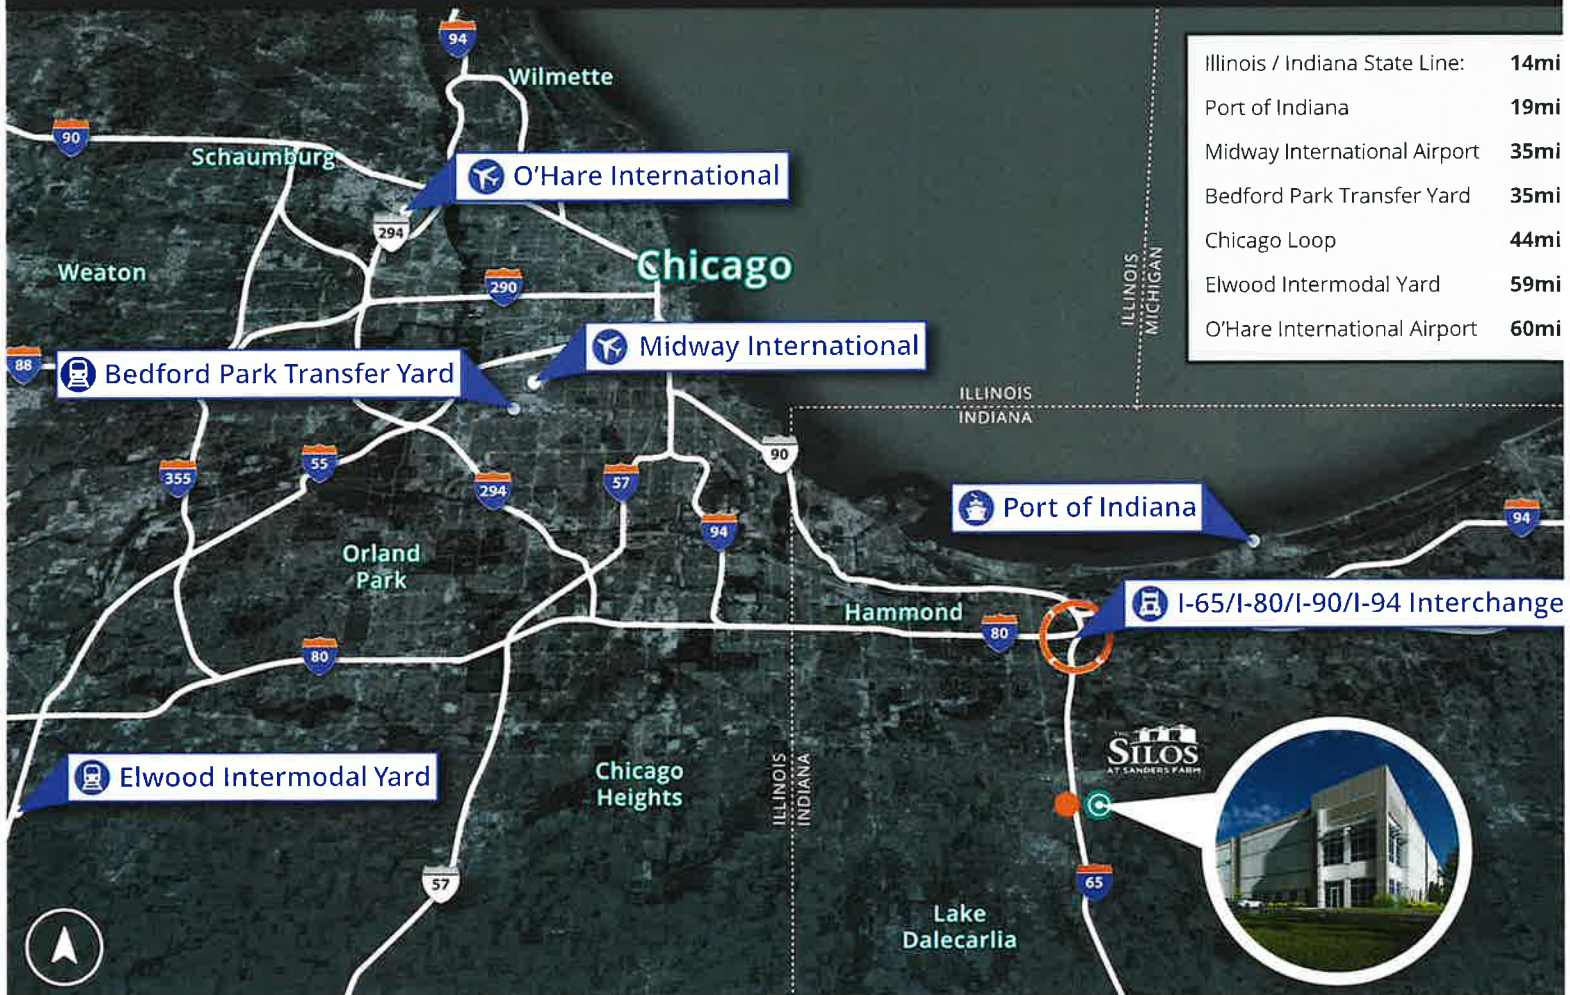 94
Wilmette
90
Schaumburg
O'Hare International
294
Weaton
Chicago
290
Illinois / Indiana State Line: 14mi
Port of Indiana 19mi
Midway International Airport 35mi
Bedford Park Transfer Yard 35mi
Chicago Loop 44mi
Elwood Intermodal Yard 59mi
O'Hare International Airport 60mi
ILLINOIS
MICHIGAN
Midway International
88
Bedford Park Transfer Yard
ILLINOIS
INDIANA
90
55
355
294
57
94
Port of Indiana
94
Orland
Park
Hammond
80
I-65/I-80/I-90/I-94 Interchange
80
THE
SILOS
AT SANDERS FARM
Elwood Intermodal Yard
Chicago
Heights
ILLINOIS
INDIANA
57
65
Lake
Dalecarlia